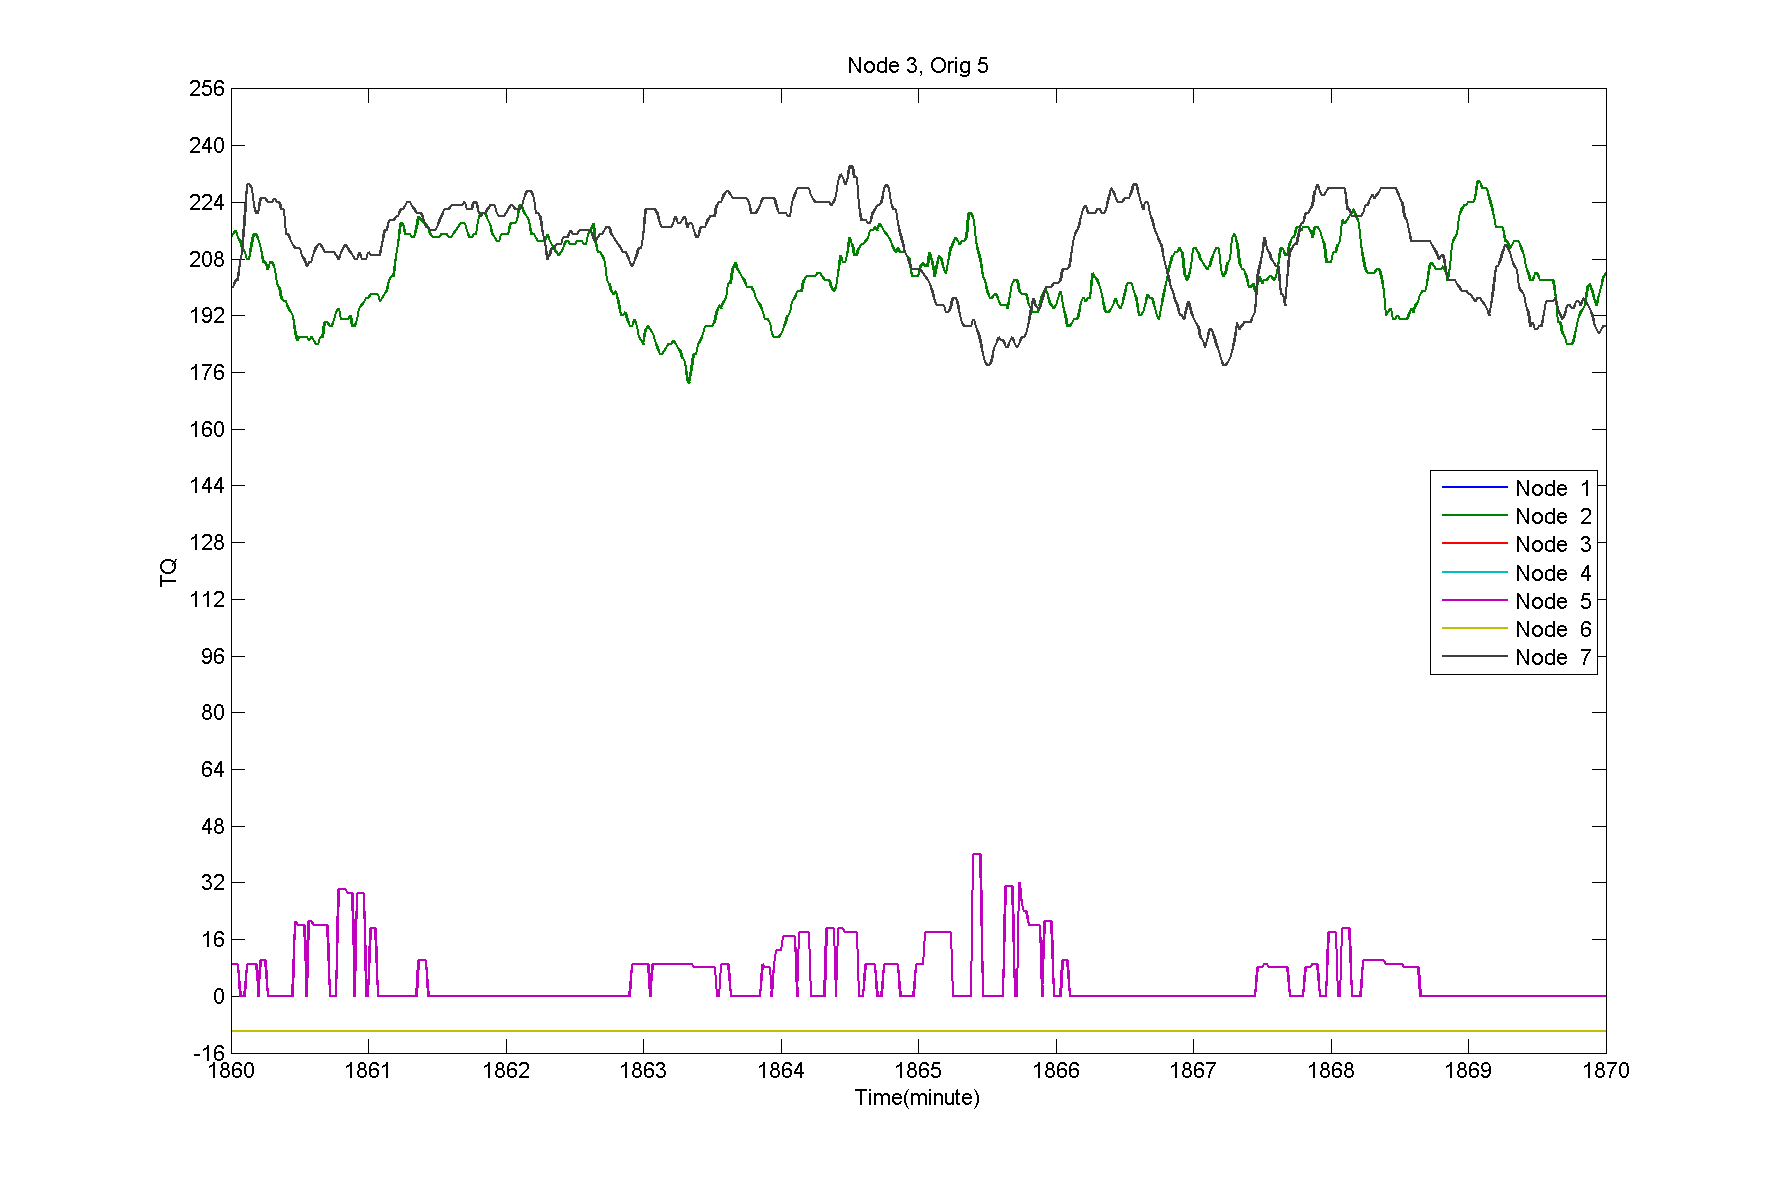 Node 3, Orig 5
256
240
224
208
192
176
160
144
128
112
96
80
64
48
32
16
0
-16
TQ
Node 1
Node 2
Node 3
Node 4
Node 5
Node 6
Node 7
1860 1861 1862 1863 1864 1865 1866 1867 1868 1869 1870
Time(minute)